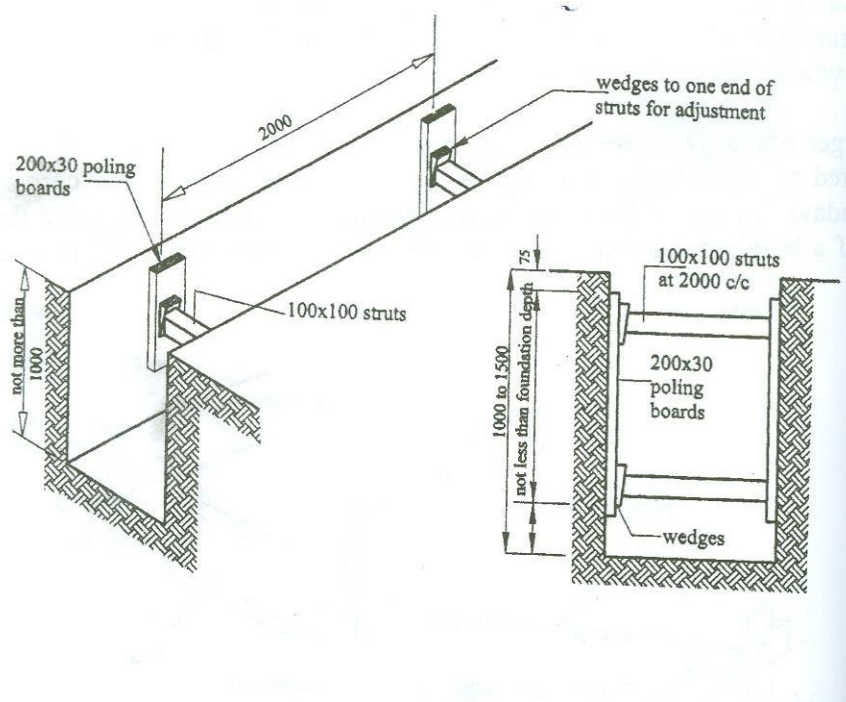 wedges to one end of
struts for adjustment
2000
200x30 poling
boards
100x100 struts
not more than
1000
75
100x100 struts
at 2000 c/c
1000 to 1500
not less than foundation depth
200x30
poling
boards
wedges